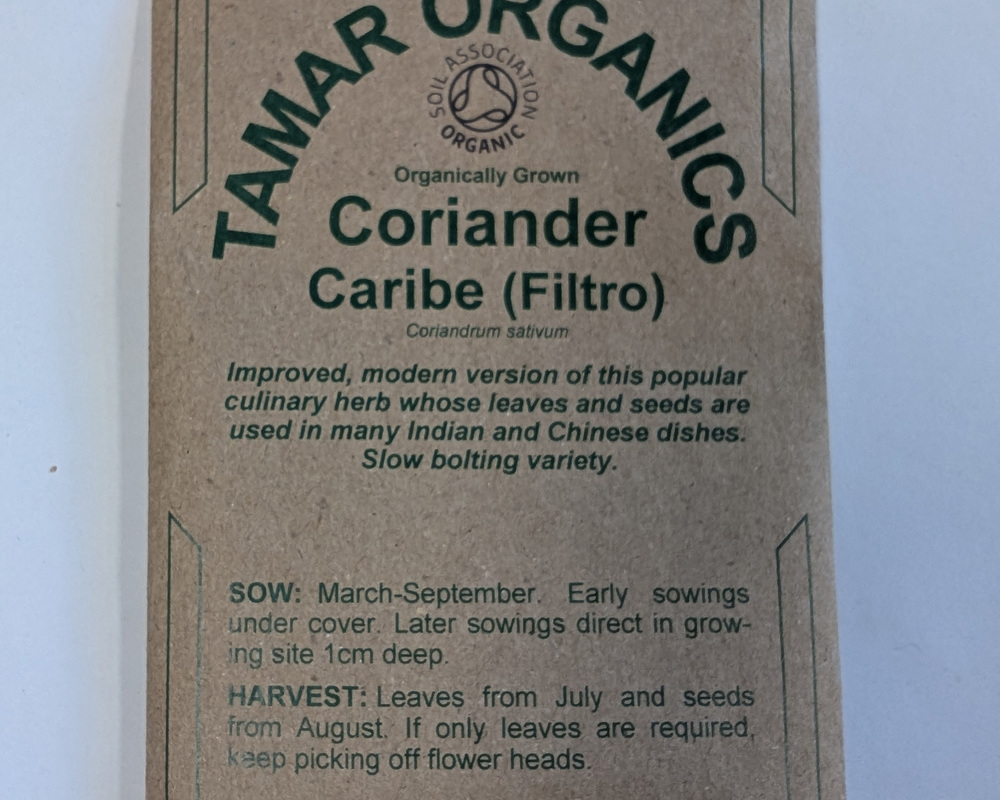 TAMAR ORGANICS
SOIL ASSOCIATION
ORGANIC
Organically Grown
Coriander
Caribe (Filtro)
Coriandrum sativum
Improved, modern version of this popular
culinary herb whose leaves and seeds are
used in many Indian and Chinese dishes.
Slow bolting variety.
SOW: March-September. Early sowings
under cover. Later sowings direct in grow-
ing site 1cm deep.
HARVEST: Leaves from July and seeds
from August. If only leaves are required,
keep picking off flower heads.